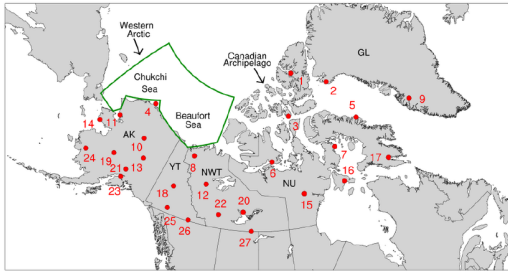 Western
Arctic
Canadian
Archipelago
GL
Chukchi
Sea
Beaufort
Sea
AK
YT
NWT
NU
1
2
3
4
5
6
7
8
9
10
11
12
13
14
15
16
17
18
19
20
21
22
23
24
25
26
27